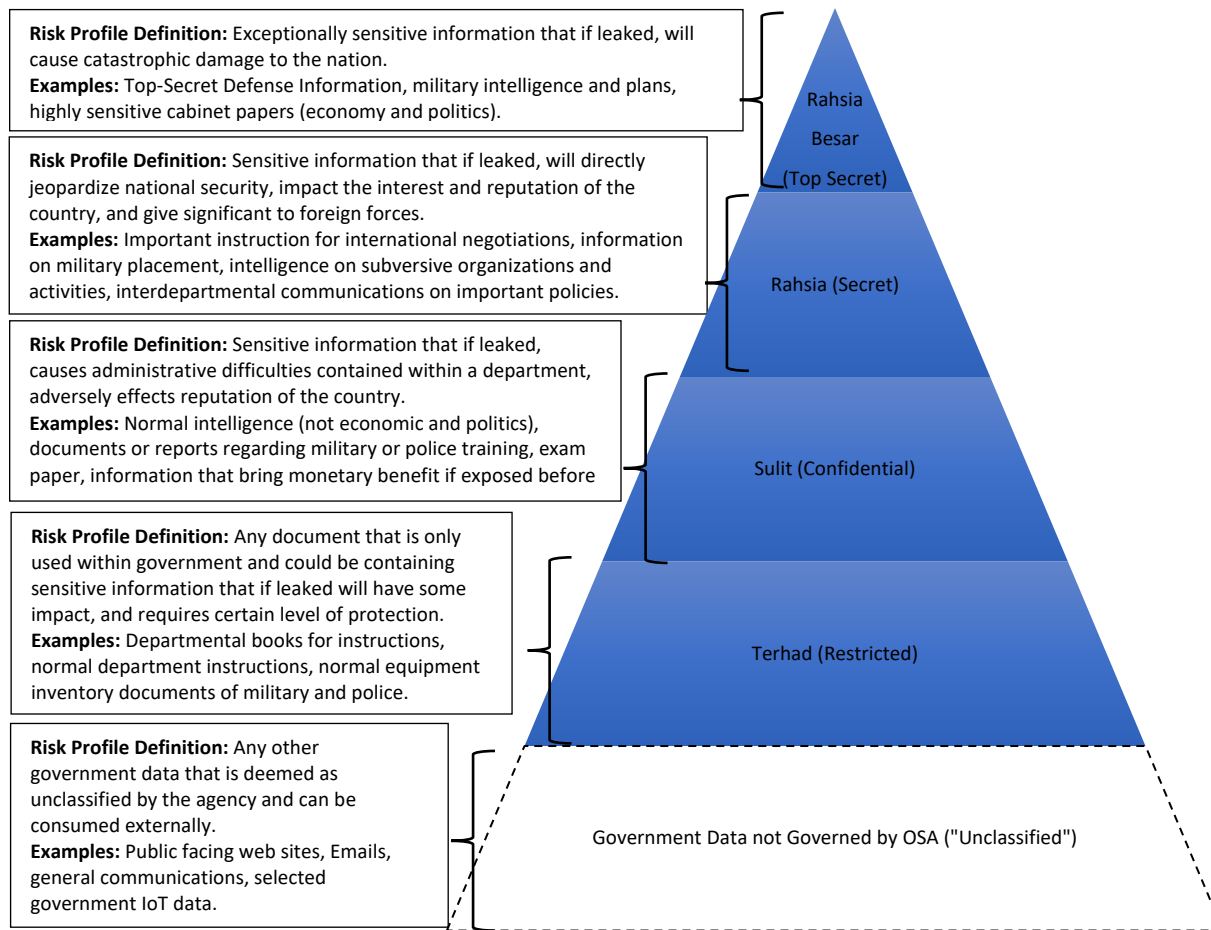 Risk Profile Definition: Exceptionally sensitive information that if leaked, will
cause catastrophic damage to the nation.
Examples: Top-Secret Defense Information, military intelligence and plans,
highly sensitive cabinet papers (economy and politics).
Rahsia
Besar
(Top Secret)
Risk Profile Definition: Sensitive information that if leaked, will directly
jeopardize national security, impact the interest and reputation of the
country, and give significant to foreign forces.
Examples: Important instruction for international negotiations, information
on military placement, intelligence on subversive organizations and
activities, interdepartmental communications on important policies.
Rahsia (Secret)
Risk Profile Definition: Sensitive information that if leaked,
causes administrative difficulties contained within a department,
adversely effects reputation of the country.
Examples: Normal intelligence (not economic and politics),
documents or reports regarding military or police training, exam
paper, information that bring monetary benefit if exposed before
Sulit (Confidential)
Risk Profile Definition: Any document that is only
used within government and could be containing
sensitive information that if leaked will have some
impact, and requires certain level of protection.
Examples: Departmental books for instructions,
normal department instructions, normal equipment
inventory documents of military and police.
Terhad (Restricted)
Risk Profile Definition: Any other
government data that is deemed as
unclassified by the agency and can be
consumed externally.
Examples: Public facing web sites, Emails,
general communications, selected
government IoT data.
Government Data not Governed by OSA ("Unclassified")